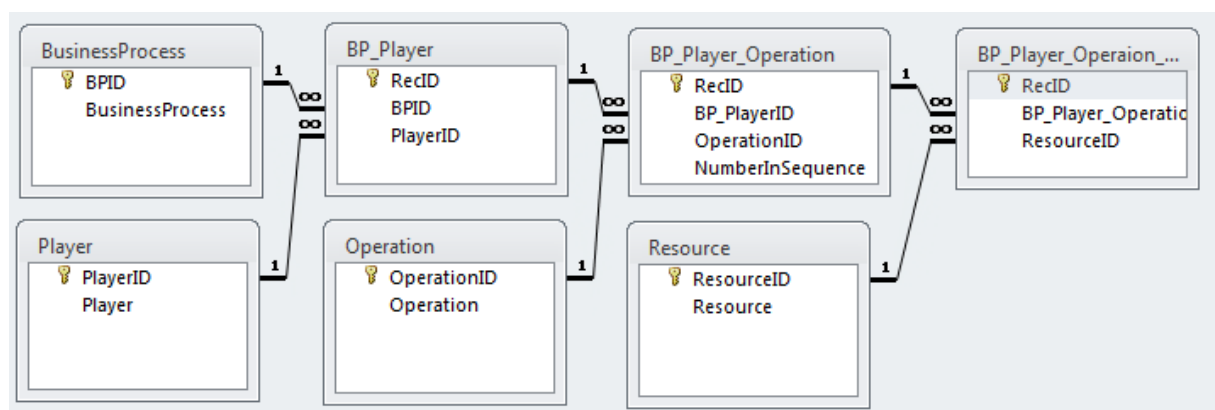 BusinessProcess
BPID
BusinessProcess
1
∞
∞
BP_Player
RecID
BPID
PlayerID
1
∞
∞
BP_Player_Operation
RecID
BP_PlayerID
OperationID
NumberInSequence
1
∞
∞
BP_Player_Operaion_...
RecID
BP_Player_Operatic
ResourceID
Player
PlayerID
Player
1
Operation
OperationID
Operation
1
Resource
ResourceID
Resource
1